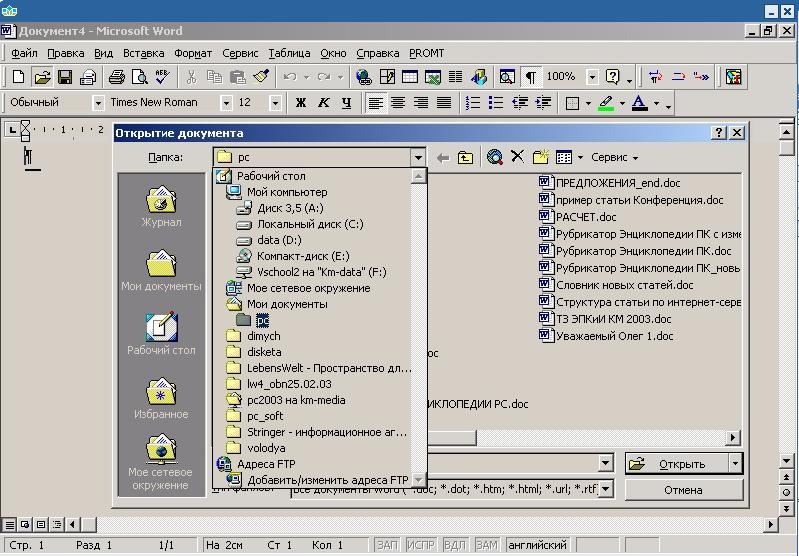 Документ4 - Microsoft Word
Файл Правка Вид Вставка Формат Сервис Таблица Окно Справка PROMT
100%
Обычный Times New Roman 12 Ж К Ч А
1 1 1 2
Открытие документа
Папка: pc Сервис
Журнал
Мои документы
Рабочий стол
Избранное
Мое сетевое
окружение
Рабочий стол
Мой компьютер
Диск 3,5 (A:)
Локальный диск (C:)
data (D:)
Компакт-диск (E:)
Vschool2 на "Km-data" (F:)
Мое сетевое окружение
Мои документы
pc
dimych
disketa
LebensWelt - Пространство дл...
lw4_obn25.02.03
pc2003 на km-media
pc_soft
Stringer - информационное аг...
volodya
Адреса FTP
Добавить/изменить адреса FTP
ПРЕДЛОЖЕНИЯ_end.doc
пример статьи Конференция.doc
РАСЧЕТ.doc
Рубрикатор Энциклопедии ПК с изме
Рубрикатор Энциклопедии ПК.doc
Рубрикатор Энциклопедии ПК_новы
Словник новых статей.doc
Структура статьи по интернет-серв
ТЗ ЭПКиИ КМ 2003.doc
Уважаемый Олег 1.doc
oc
ИКЛОПЕДИИ PC.doc
Открыть
все документы Word (*.doc; *.dot; *.htm; *.html; *.url; *.rtf
Отмена
Стр. 1 Разд 1 1/1 На 2см Ст 1 Кол 1 ЗАП ИСПР ВДЛ ЗАМ английский